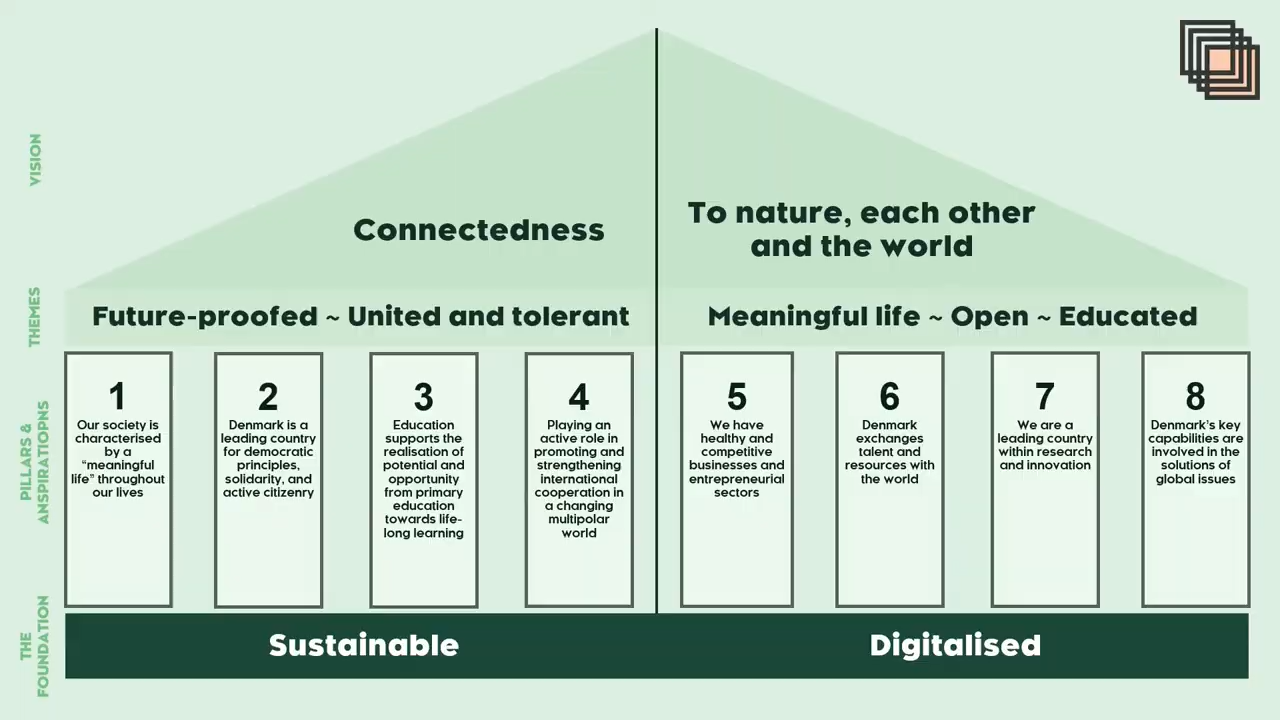 VISION
Connectedness
To nature, each other
and the world
THEMES
Future-proofed ~ United and tolerant
Meaningful life ~ Open ~ Educated
PILLARS &
ANSPIRATIOPNS
1
Our society is
characterised
by a
“meaningful
life” throughout
our lives
2
Denmark is a
leading country
for democratic
principles,
solidarity, and
active citizenry
3
Education
supports the
realisation of
potential and
opportunity
from primary
education
towards life-
long learning
4
Playing an
active role in
promoting and
strengthening
international
cooperation in
a changing
multipolar
world
5
We have
healthy and
competitive
businesses and
entrepreneurial
sectors
6
Denmark
exchanges
talent and
resources with
the world
7
We are a
leading country
within research
and innovation
8
Denmark’s key
capabilities are
involved in the
solutions of
global issues
THE
FOUNDATION
Sustainable
Digitalised